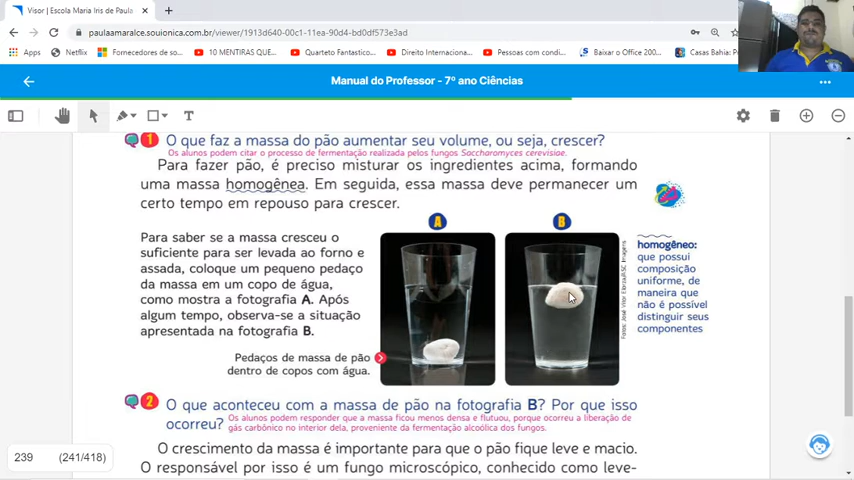 Visor | Escola Maria Iris de Paula
paulaamaralce.souionica.com.br/viewer/1913d640-00c1-11ea-90d4-bd0df573e3ad
Apps
Netflix
Fornecedores de so...
10 MENTIRAS QUE...
Quarteto Fantastico...
Direito Internacional...
Pessoas com condi...
Baixar o Office 200...
Casas Bahia: P
Manual do Professor - 7º ano Ciências
1 O que faz a massa do pão aumentar seu volume, ou seja, crescer?
Os alunos podem citar o processo de fermentação realizada pelos fungos Saccharomyces cerevisiae.
Para fazer pão, é preciso misturar os ingredientes acima, formando
uma massa homogênea. Em seguida, essa massa deve permanecer um
certo tempo em repouso para crescer.
A
B
Para saber se a massa cresceu o
suficiente para ser levada ao forno e
assada, coloque um pequeno pedaço
da massa em um copo de água,
como mostra a fotografia A. Após
algum tempo, observa-se a situação
apresentada na fotografia B.
Pedaços de massa de pão
dentro de copos com água.
Fotos: José Vitor Elorza/ASC Imagens
homogêneo:
que possui
composição
uniforme, de
maneira que
não é possível
distinguir seus
componentes
2 O que aconteceu com a massa de pão na fotografia B? Por que isso
ocorreu? Os alunos podem responder que a massa ficou menos densa e flutuou, porque ocorreu a liberação de
gás carbônico no interior dela, proveniente da fermentação alcoólica dos fungos.
O crescimento da massa é importante para que o pão fique leve e macio.
O responsável por isso é um fungo microscópico, conhecido como leve-
239 (241/418)